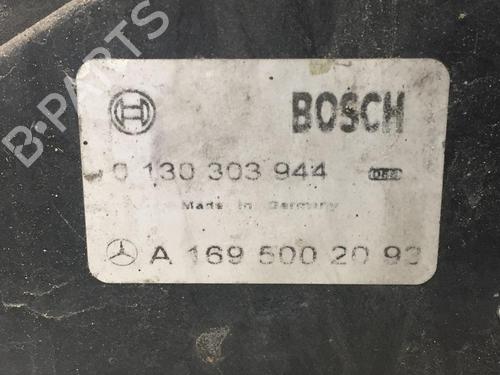 B-PARTS
BOSCH
0 130 303 944
Made in Germany
A 169 500 20 93